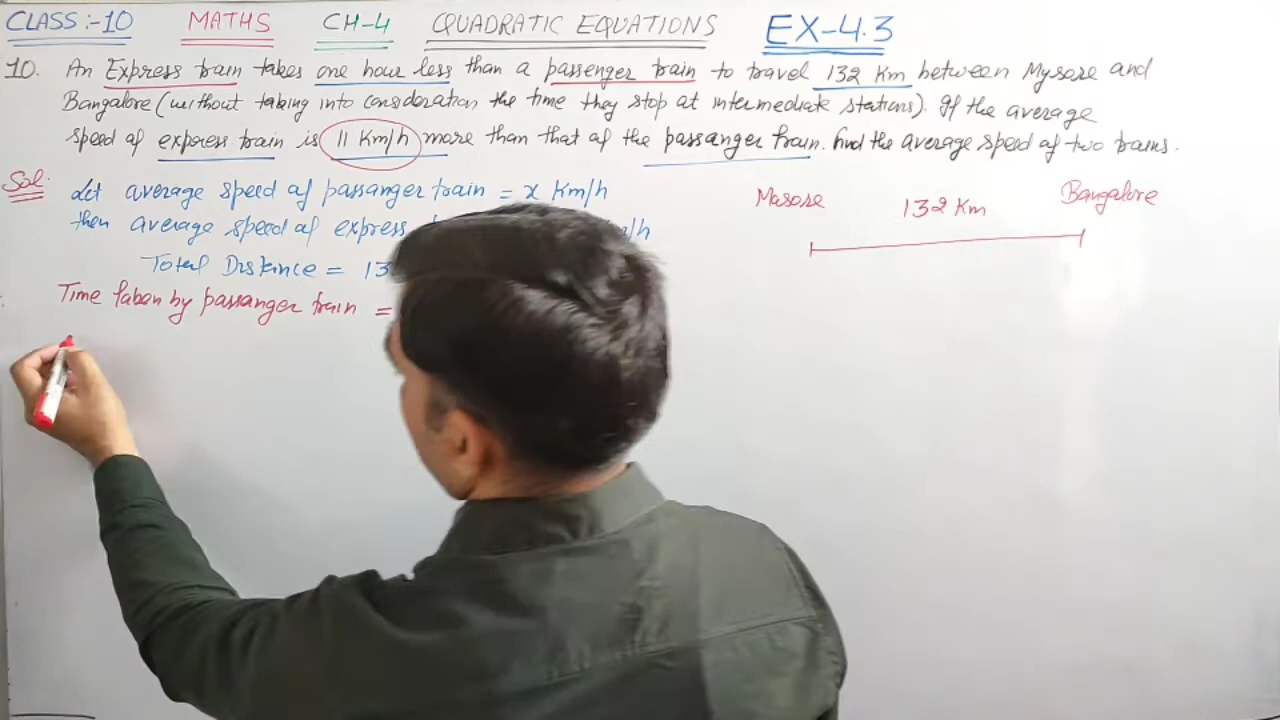 CLASS :- 10 MATHS CH-4 QUADRATIC EQUATIONS EX-4.3
10. An Express train takes one hour less than a passenger train to travel 132 Km between Mysore and
Bangalore (without taking into consideration the time they stop at intermediate stations). If the average
speed of express train is 11 Km/h more than that of the passanger train. find the average speed of two trains.
Sol: Let average speed of passanger train = x Km/h
then average speed of express
Total Distance = 13
Time taken by passanger train =
Masore 132 Km Bangalore